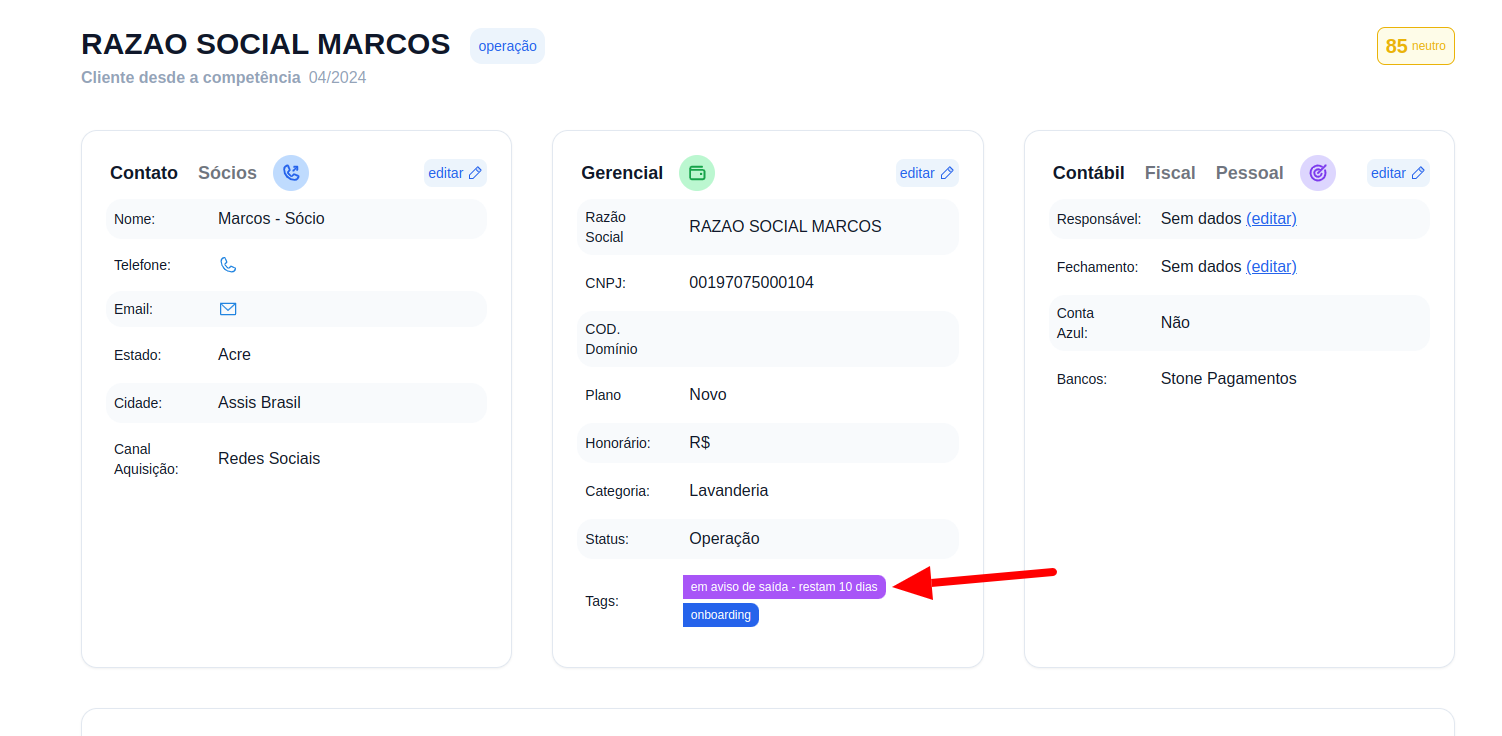 RAZAO SOCIAL MARCOS operação
85 neutro
Cliente desde a competência 04/2024
Contato Sócios
editar
Nome: Marcos - Sócio
Telefone:
Email:
Estado: Acre
Cidade: Assis Brasil
Canal
Aquisição: Redes Sociais
Gerencial
editar
Razão
Social RAZAO SOCIAL MARCOS
CNPJ: 00197075000104
COD.
Domínio
Plano Novo
Honorário: R$
Categoria: Lavanderia
Status: Operação
Tags: em aviso de saída - restam 10 dias
onboarding
Contábil Fiscal Pessoal
editar
Responsável: Sem dados (editar)
Fechamento: Sem dados (editar)
Conta
Azul: Não
Bancos: Stone Pagamentos